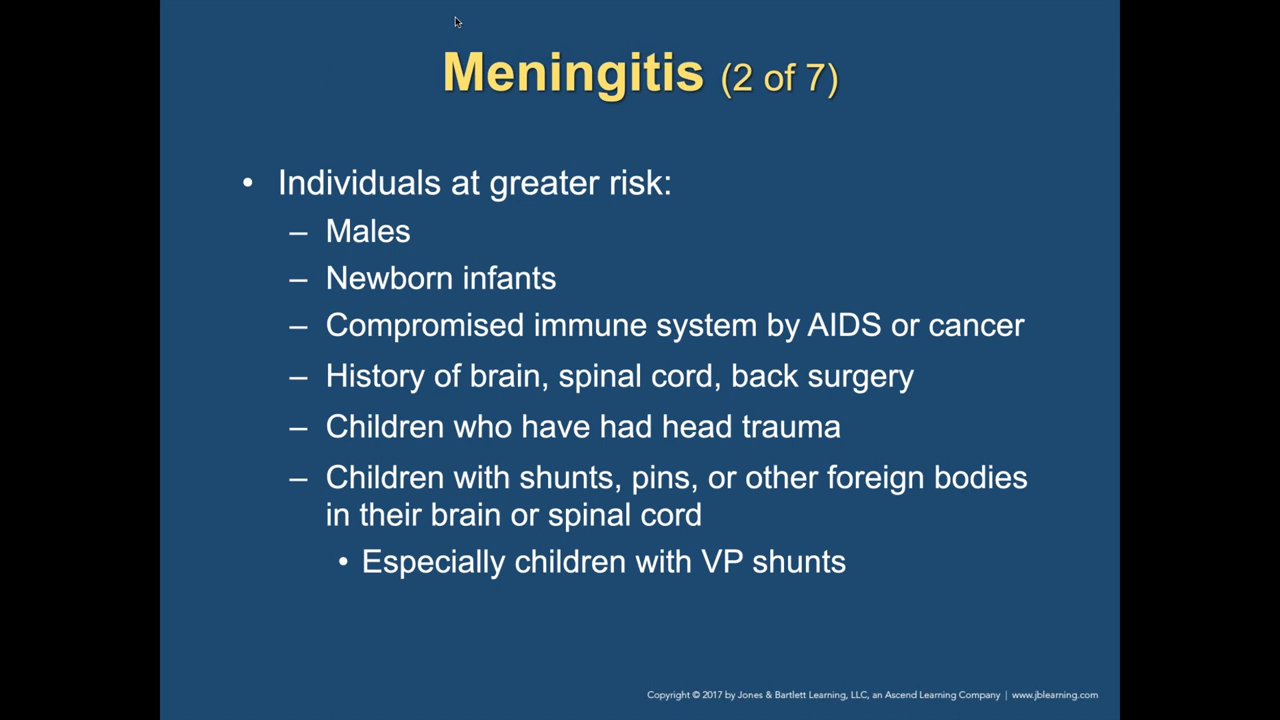 Meningitis (2 of 7)
• Individuals at greater risk:
– Males
– Newborn infants
– Compromised immune system by AIDS or cancer
– History of brain, spinal cord, back surgery
– Children who have had head trauma
– Children with shunts, pins, or other foreign bodies
in their brain or spinal cord
• Especially children with VP shunts
Copyright © 2017 by Jones & Bartlett Learning, LLC, an Ascend Learning Company | www.jblearning.com